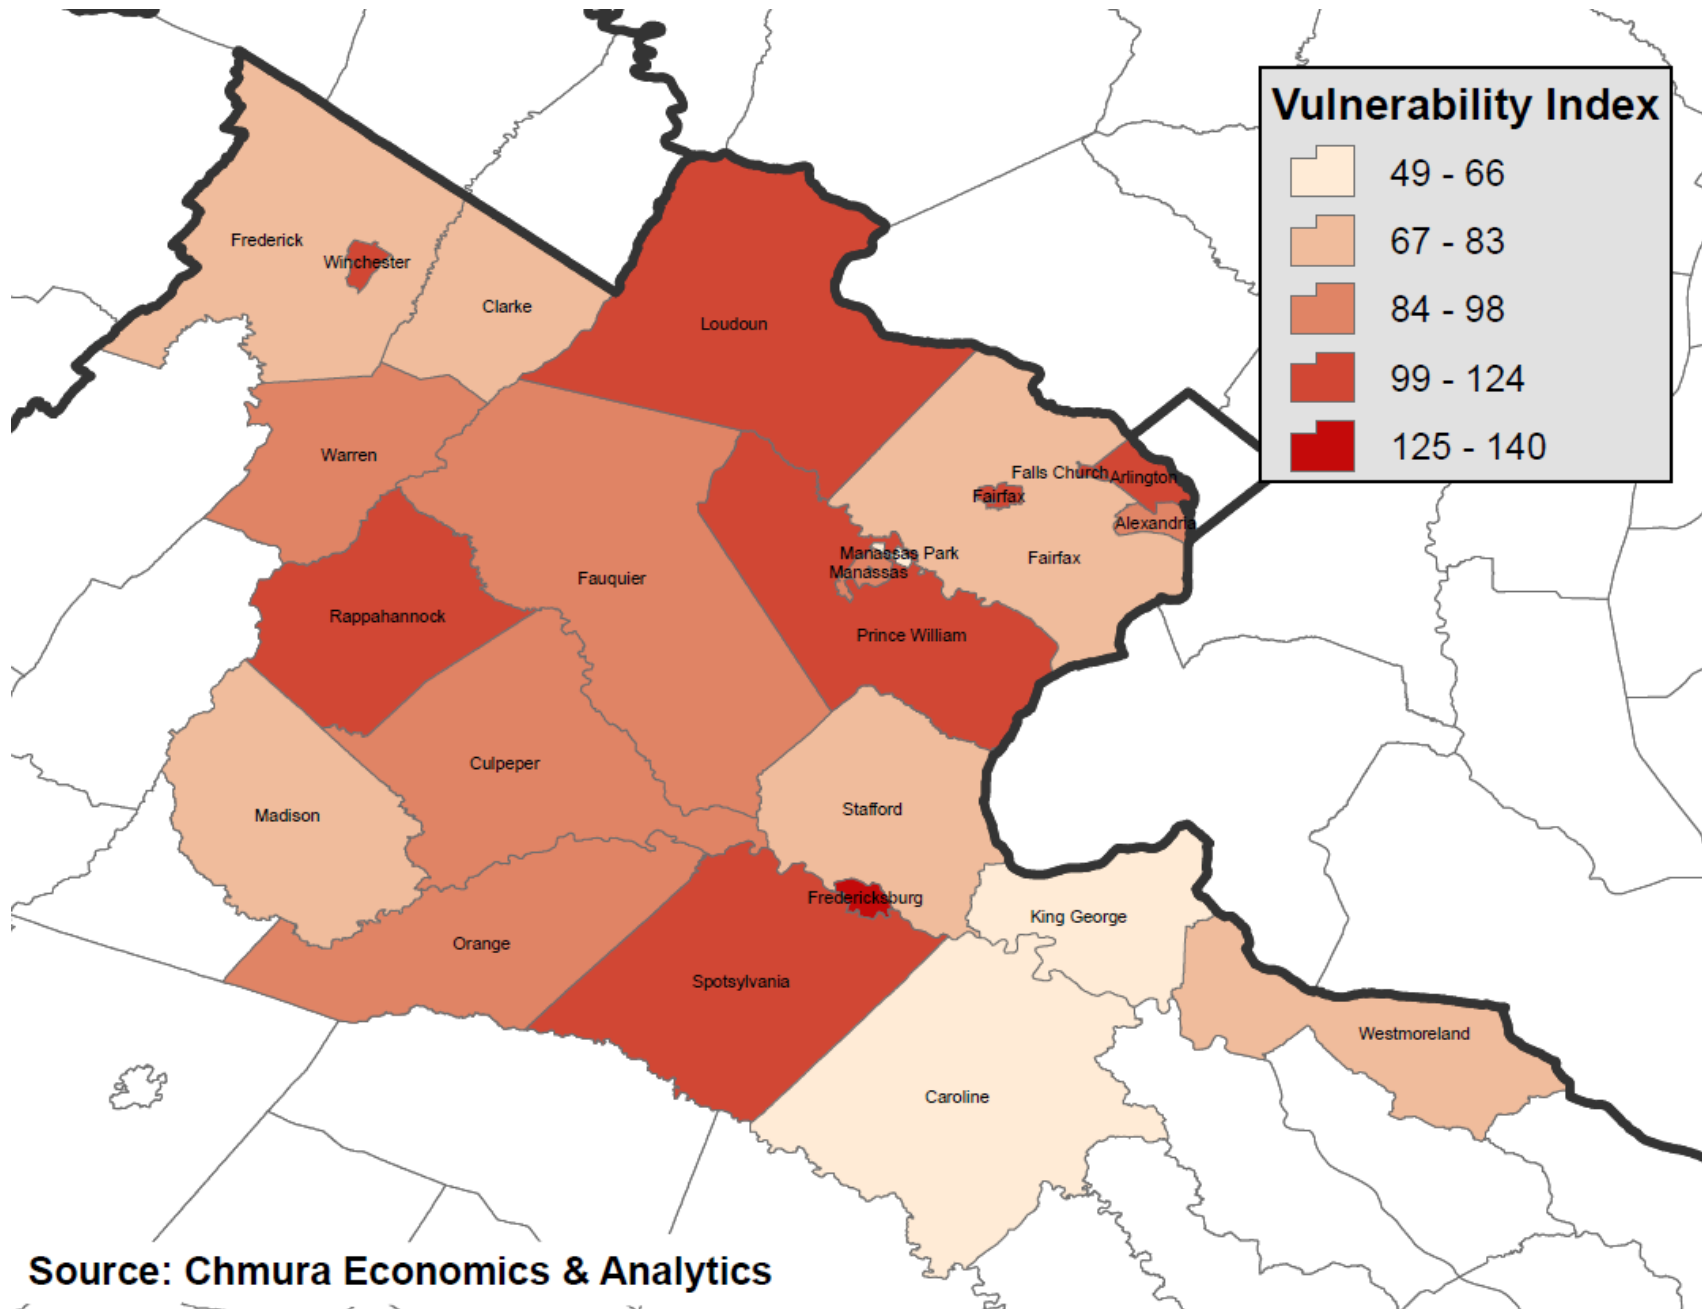 Vulnerability Index
49 - 66
67 - 83
84 - 98
99 - 124
125 - 140
Frederick
Winchester
Clarke
Loudoun
Warren
Falls Church
Arlington
Fairfax
Alexandria
Manassas Park
Fairfax
Manassas
Fauquier
Rappahannock
Prince William
Culpeper
Stafford
Madison
Fredericksburg
King George
Orange
Spotsylvania
Westmoreland
Caroline
Source: Chmura Economics & Analytics